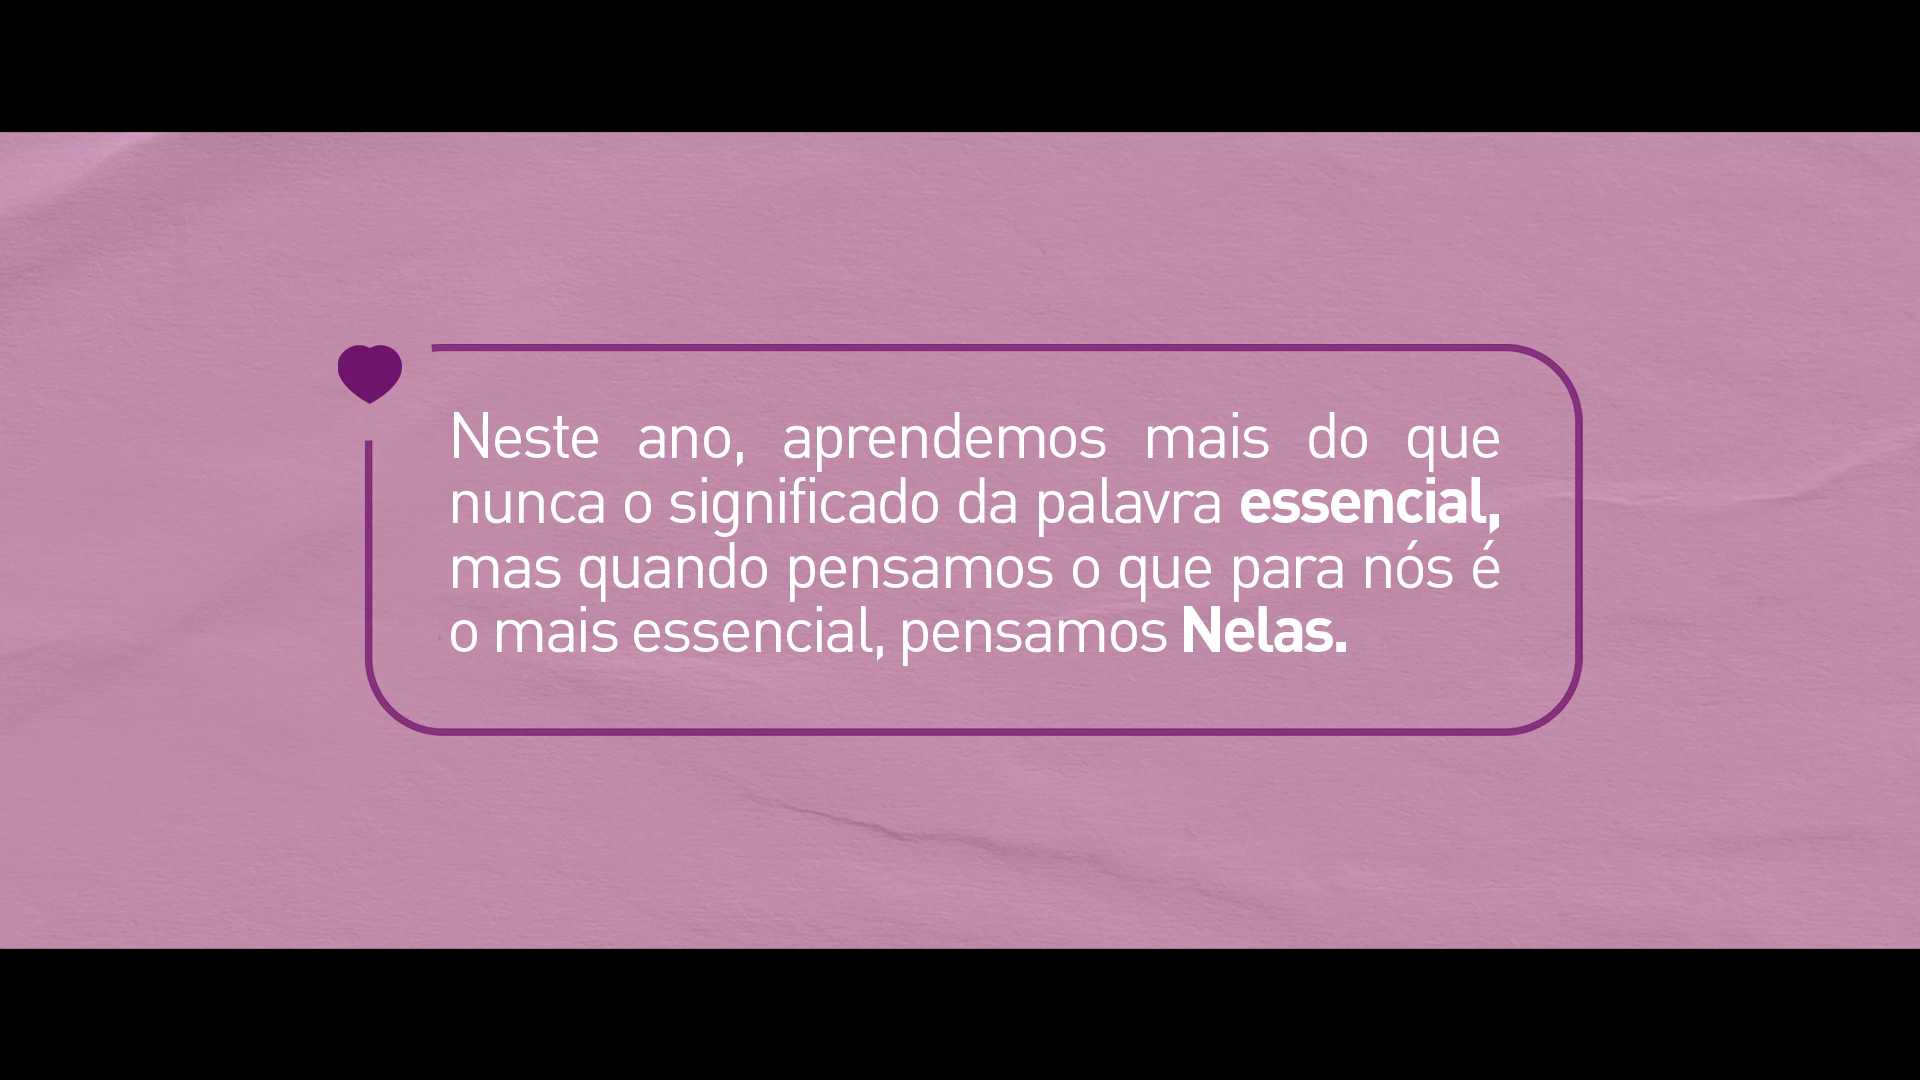 Neste ano, aprendemos mais do que
nunca o significado da palavra essencial,
mas quando pensamos o que para nós é
o mais essencial, pensamos Nelas.